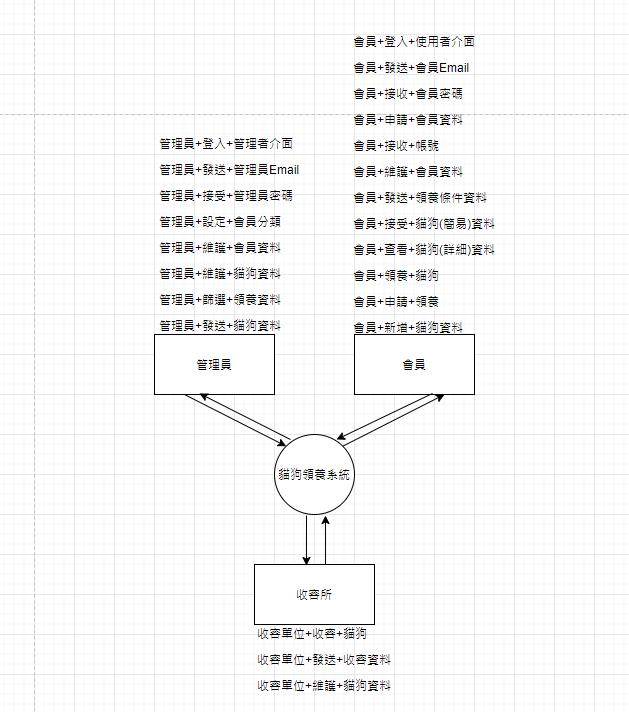 會員+登入+使用者介面
會員+發送+會員Email
會員+接收+會員密碼
會員+申請+會員資料
會員+接收+帳號
會員+維護+會員資料
會員+發送+領養條件資料
會員+接受+貓狗(簡易)資料
會員+查看+貓狗(詳細)資料
會員+領養+貓狗
會員+申請+領養
會員+新增+貓狗資料
管理員+登入+管理者介面
管理員+發送+管理員Email
管理員+接受+管理員密碼
管理員+設定+會員分類
管理員+維護+會員資料
管理員+維護+貓狗資料
管理員+篩選+領養資料
管理員+發送+貓狗資料
管理員
會員
貓狗領養系統
收容所
收容單位+收容+貓狗
收容單位+發送+收容資料
收容單位+維護+貓狗資料